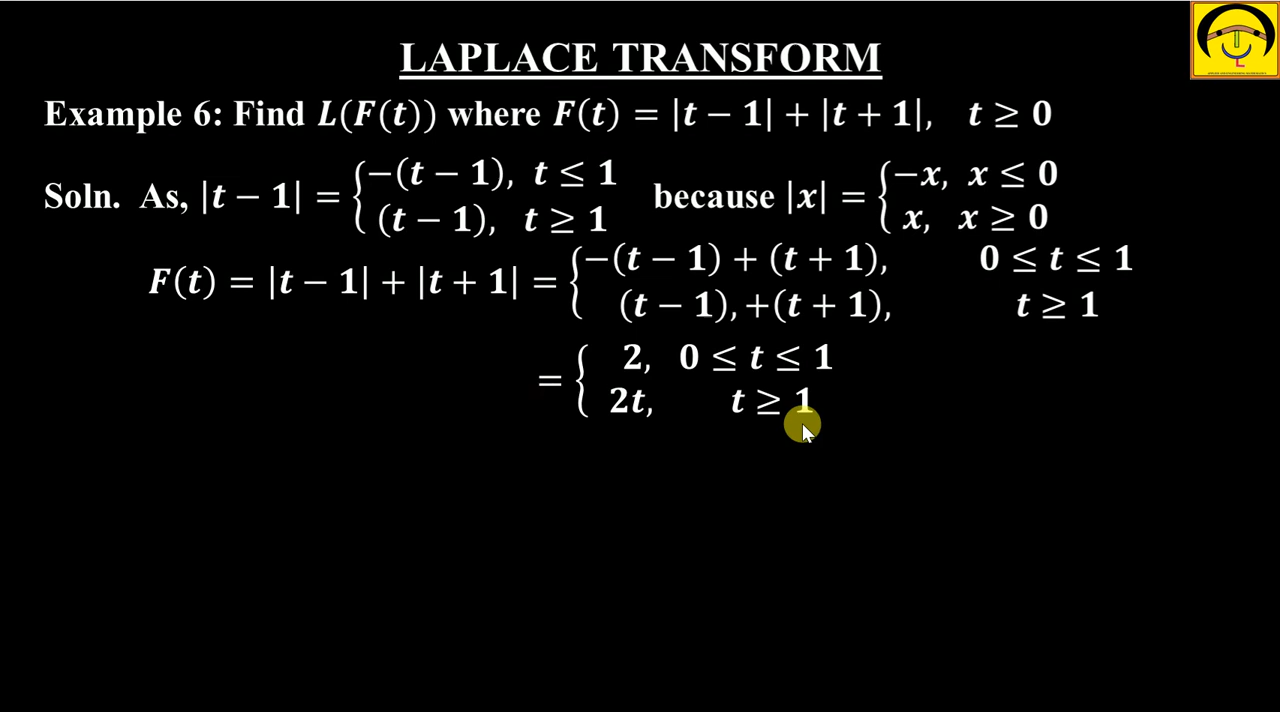 LAPLACE TRANSFORM
Example 6: Find L(F(t)) where F(t) = |t − 1| + |t + 1|, t ≥ 0
Soln. As, |t − 1| = { −(t − 1), t ≤ 1 (t − 1), t ≥ 1 because |x| = { −x, x ≤ 0 x, x ≥ 0
F(t) = |t − 1| + |t + 1| = { −(t − 1) + (t + 1), 0 ≤ t ≤ 1 (t − 1), +(t + 1), t ≥ 1
= { 2, 0 ≤ t ≤ 1 2t, t ≥ 1